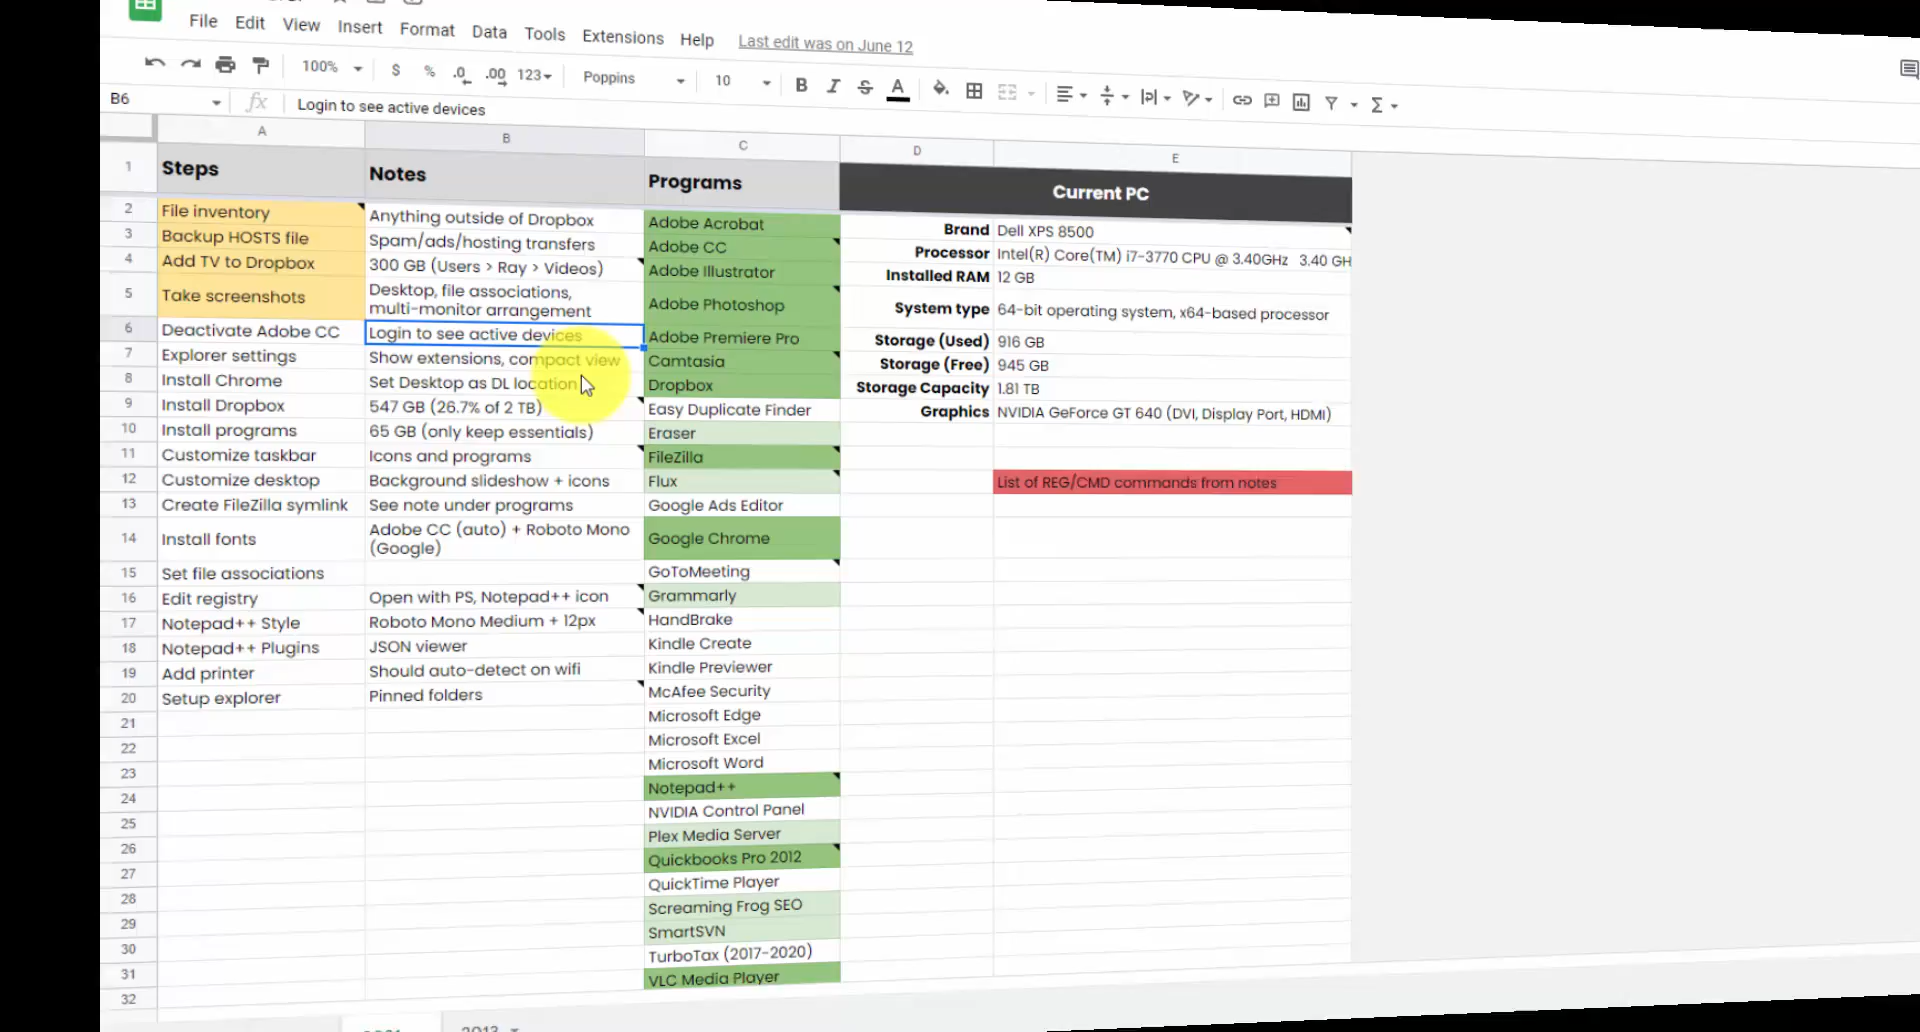 File Edit View Insert Format Data Tools Extensions Help Last edit was on June 12
100% $ % .0 .00 123 Poppins 10 B I S A
B6 fx Login to see active devices
A B C D E
1 Steps Notes Programs Current PC
2 File inventory Anything outside of Dropbox Adobe Acrobat Brand Dell XPS 8500
3 Backup HOSTS file Spam/ads/hosting transfers Adobe CC Processor Intel(R) Core(TM) i7-3770 CPU @ 3.40GHz 3.40 GH
4 Add TV to Dropbox 300 GB (Users > Ray > Videos) Adobe Illustrator Installed RAM 12 GB
5 Take screenshots Desktop, file associations,
multi-monitor arrangement Adobe Photoshop System type 64-bit operating system, x64-based processor
6 Deactivate Adobe CC Login to see active devices Adobe Premiere Pro Storage (Used) 916 GB
7 Explorer settings Show extensions, compact view Camtasia Storage (Free) 945 GB
8 Install Chrome Set Desktop as DL location Dropbox Storage Capacity 1.81 TB
9 Install Dropbox 547 GB (26.7% of 2 TB) Easy Duplicate Finder Graphics NVIDIA GeForce GT 640 (DVI, Display Port, HDMI)
10 Install programs 65 GB (only keep essentials) Eraser
11 Customize taskbar Icons and programs FileZilla
12 Customize desktop Background slideshow + icons Flux List of REG/CMD commands from notes
13 Create FileZilla symlink See note under programs Google Ads Editor
14 Install fonts Adobe CC (auto) + Roboto Mono
(Google) Google Chrome
15 Set file associations GoToMeeting
16 Edit registry Open with PS, Notepad++ icon Grammarly
17 Notepad++ Style Roboto Mono Medium + 12px HandBrake
18 Notepad++ Plugins JSON viewer Kindle Create
19 Add printer Should auto-detect on wifi Kindle Previewer
20 Setup explorer Pinned folders McAfee Security
21 Microsoft Edge
22 Microsoft Excel
23 Microsoft Word
24 Notepad++
25 NVIDIA Control Panel
26 Plex Media Server
27 Quickbooks Pro 2012
28 QuickTime Player
29 Screaming Frog SEO
30 SmartSVN
31 TurboTax (2017-2020)
32 VLC Media Player
2013